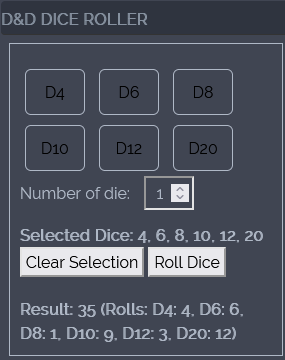 D&D DICE ROLLER
D4 D6 D8
D10 D12 D20
Number of die: 1
Selected Dice: 4, 6, 8, 10, 12, 20
Clear Selection Roll Dice
Result: 35 (Rolls: D4: 4, D6: 6,
D8: 1, D10: 9, D12: 3, D20: 12)